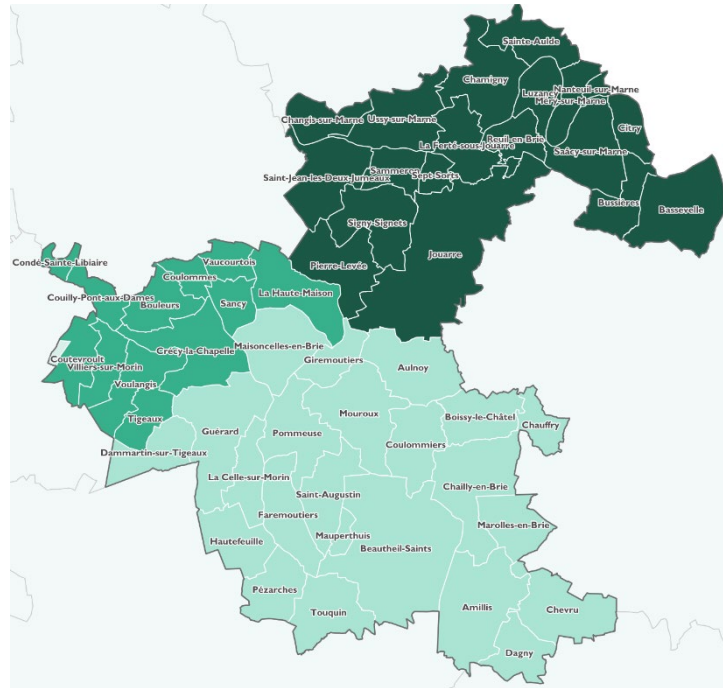 Sainte-Aulde
Chamigny
Nanteuil-sur-Marne
Luzancy
Méry-sur-Marne
Changis-sur-Marne
Ussy-sur-Marne
Citry
La Ferté-sous-Jouarre
Reuil-en-Brie
Saâcy-sur-Marne
Sammeron
Saint-Jean-les-Deux-Jumeaux
Sept-Sorts
Bussières
Bassevelle
Signy-Signets
Jouarre
Pierre-Levée
Condé-Sainte-Libiaire
Vaucourtois
Coulommes
Couilly-Pont-aux-Dames
La Haute-Maison
Bouleurs
Sancy
Maisoncelles-en-Brie
Crécy-la-Chapelle
Coutevroult
Giremoutiers
Villiers-sur-Morin
Aulnoy
Voulangis
Mouroux
Boissy-le-Châtel
Tigeaux
Chauffry
Guérard
Pommeuse
Coulommiers
Dammartin-sur-Tigeaux
La Celle-sur-Morin
Chailly-en-Brie
Saint-Augustin
Faremoutiers
Marolles-en-Brie
Mauperthuis
Hautefeuille
Beautheil-Saints
Pézarches
Amillis
Chevru
Touquin
Dagny